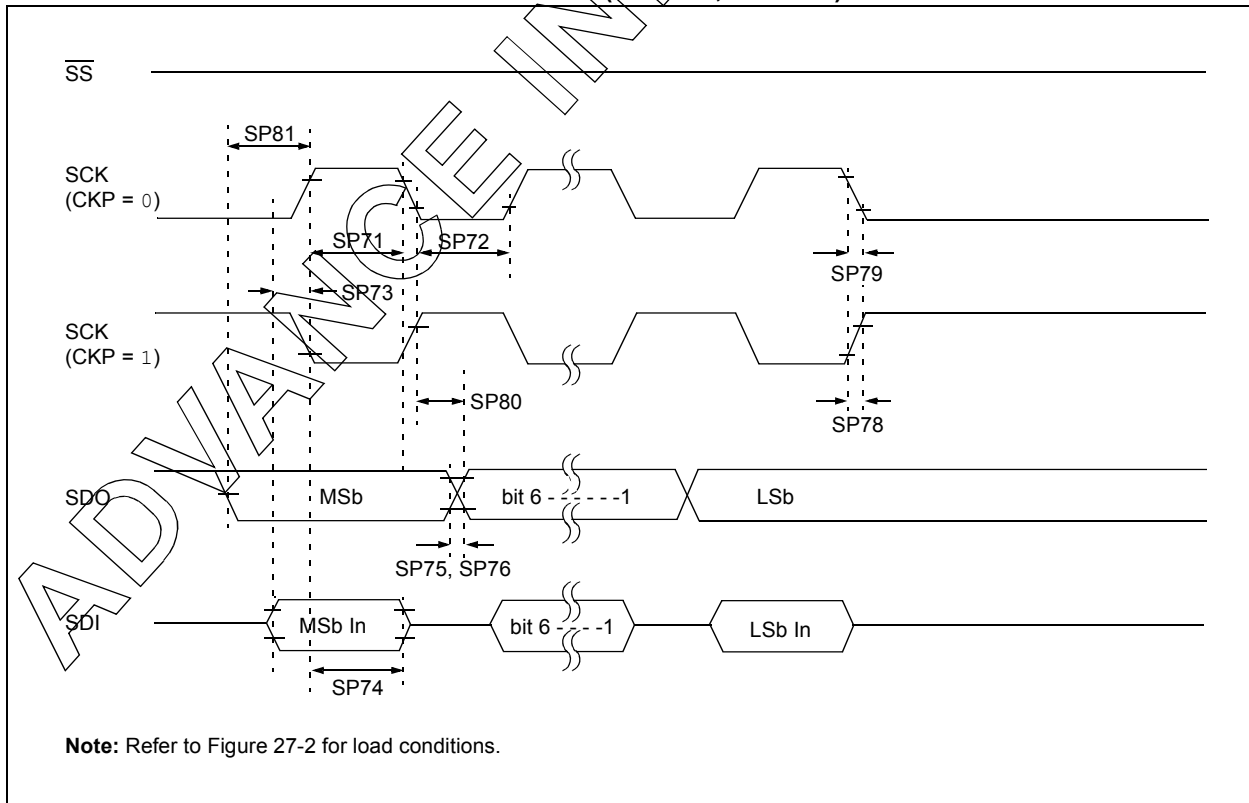 SS
SP81
SCK
(CKP = 0)
SP71
SP72
SP79
SP73
SCK
(CKP = 1)
SP80
SP78
SDO
MSb
bit 6 - - - - - - -1
LSb
SP75, SP76
SDI
MSb In
bit 6 - - - - -1
LSb In
SP74
Note: Refer to Figure 27-2 for load conditions.
ADVANCE IN